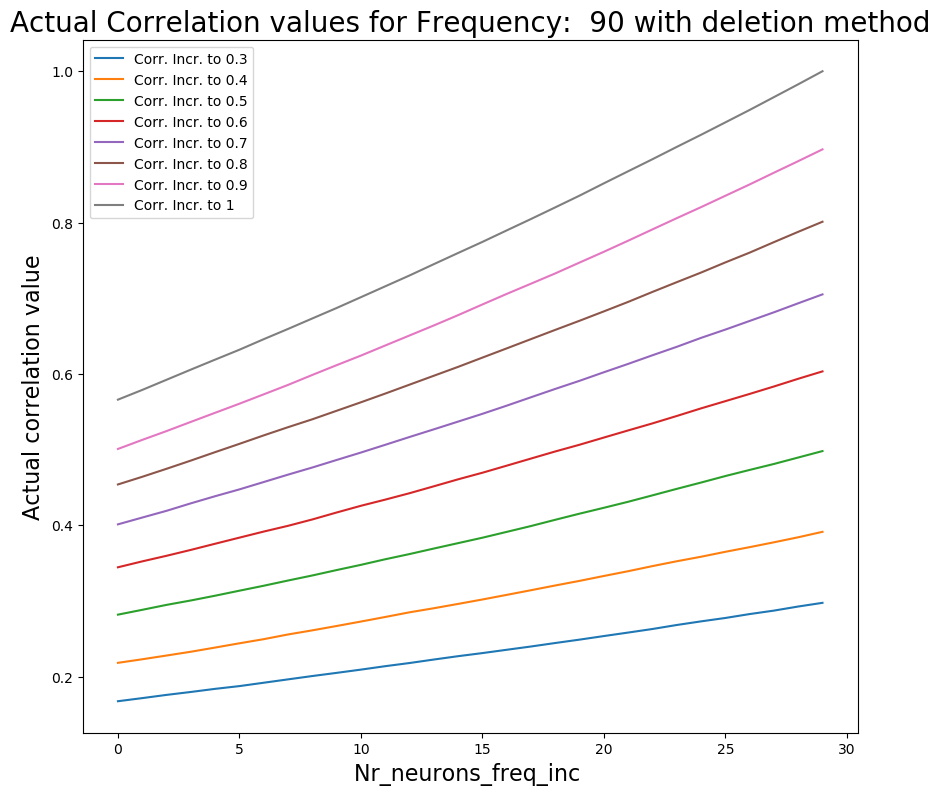 Actual Correlation values for Frequency:  90 with deletion method
Corr. Incr. to 0.3
Corr. Incr. to 0.4
Corr. Incr. to 0.5
Corr. Incr. to 0.6
Corr. Incr. to 0.7
Corr. Incr. to 0.8
Corr. Incr. to 0.9
Corr. Incr. to 1
Actual correlation value
1.0
0.8
0.6
0.4
0.2
0 5 10 15 20 25 30
Nr_neurons_freq_inc